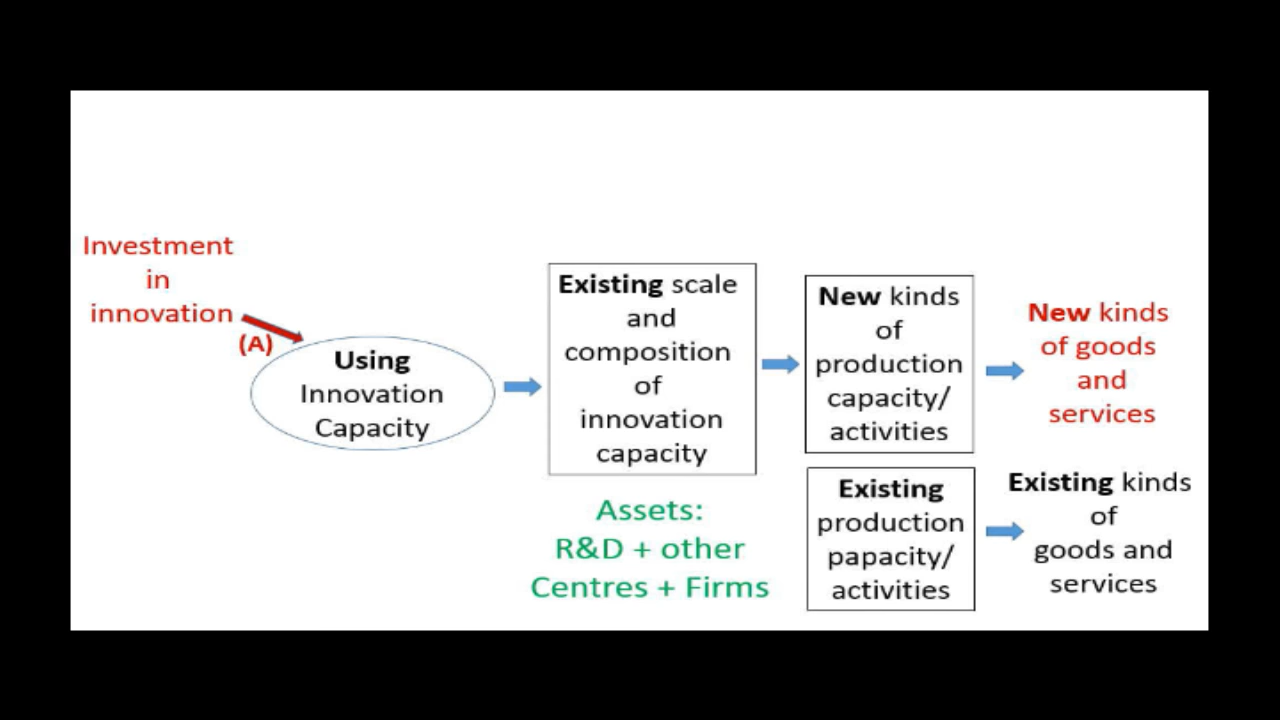 Investment
in
innovation
(A)
Using
Innovation
Capacity
Existing scale
and
composition
of
innovation
capacity
Assets:
R&D + other
Centres + Firms
New kinds
of
production
capacity/
activities
New kinds
of goods
and
services
Existing
production
papacity/
activities
Existing kinds
of
goods and
services